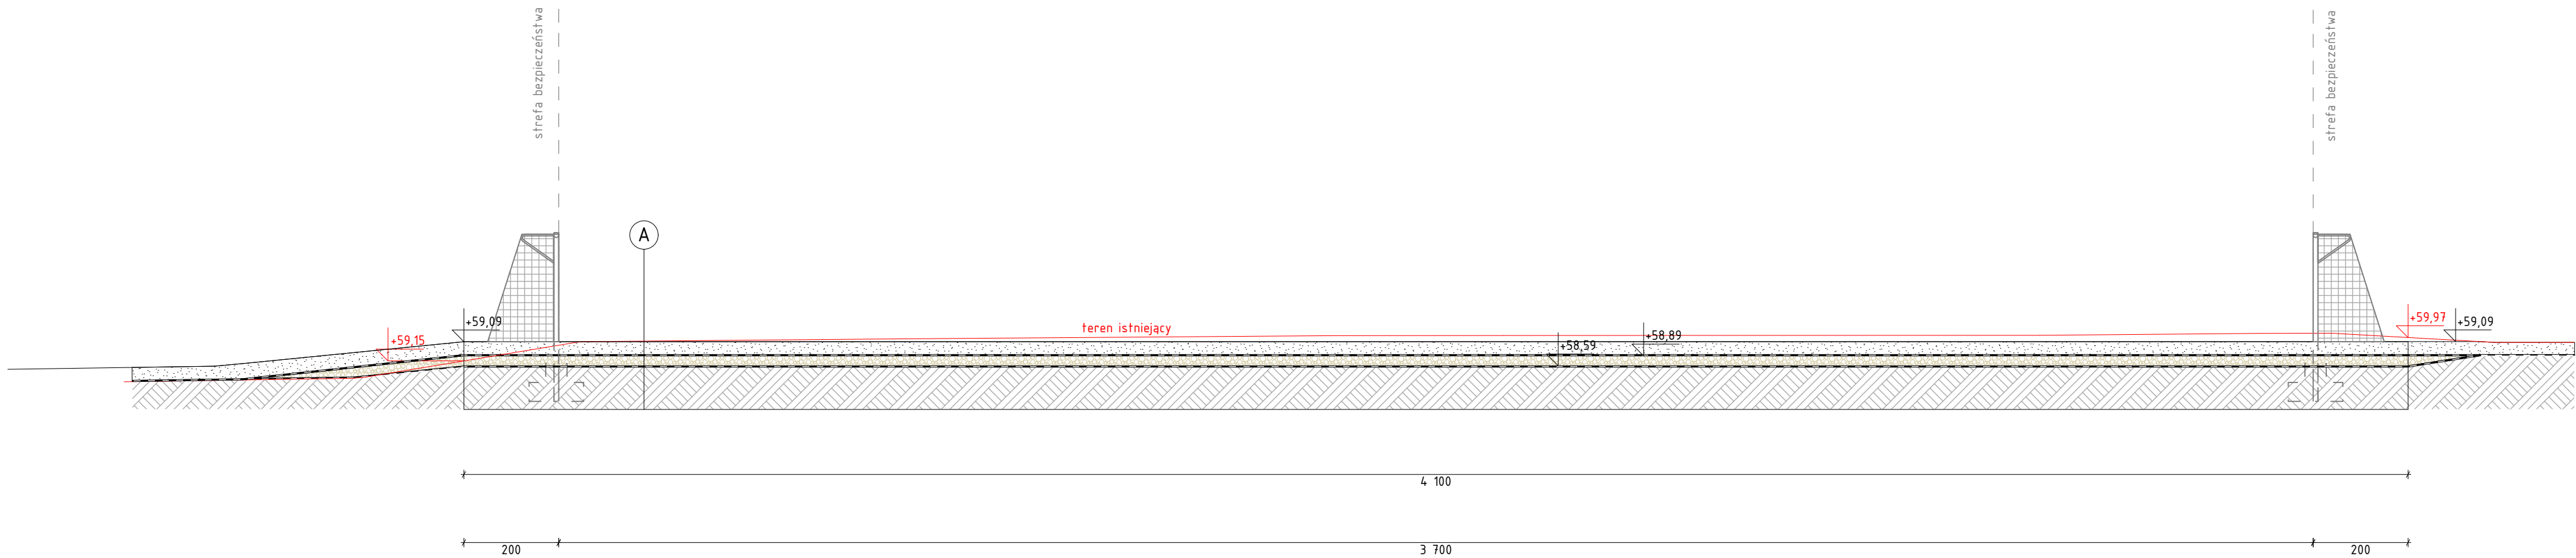 strefa bezpieczeństwa
strefa bezpieczeństwa
A
+59,15
+59,09
teren istniejący
+58,59
+58,89
+59,97
+59,09
4 100
200
3 700
200